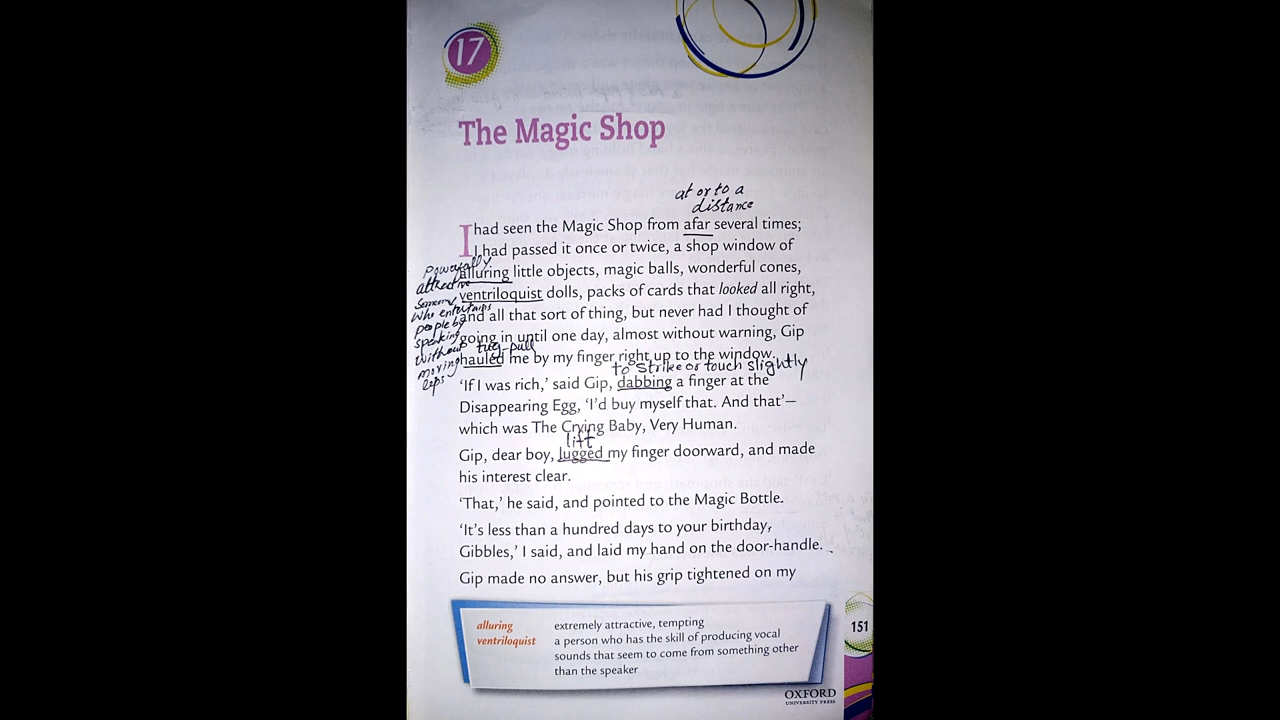 17
The Magic Shop
at or to a
distance
I had seen the Magic Shop from afar several times;
I had passed it once or twice, a shop window of
alluring little objects, magic balls, wonderful cones,
ventriloquist dolls, packs of cards that looked all right,
and all that sort of thing, but never had I thought of
going in until one day, almost without warning, Gip
hauled me by my finger right up to the window.
Powerfully
attractive
Someone
who entertains
people by
speaking
without
moving
lips
tug-pull
to strike or touch slightly
'If I was rich,' said Gip, dabbing a finger at the
Disappearing Egg, 'I'd buy myself that. And that'—
which was The Crying Baby, Very Human.
lift
Gip, dear boy, lugged my finger doorward, and made
his interest clear.
'That,' he said, and pointed to the Magic Bottle.
'It's less than a hundred days to your birthday,
Gibbles,' I said, and laid my hand on the door-handle.
Gip made no answer, but his grip tightened on my
alluring extremely attractive, tempting
ventriloquist a person who has the skill of producing vocal
sounds that seem to come from something other
than the speaker
151
OXFORD
UNIVERSITY PRESS